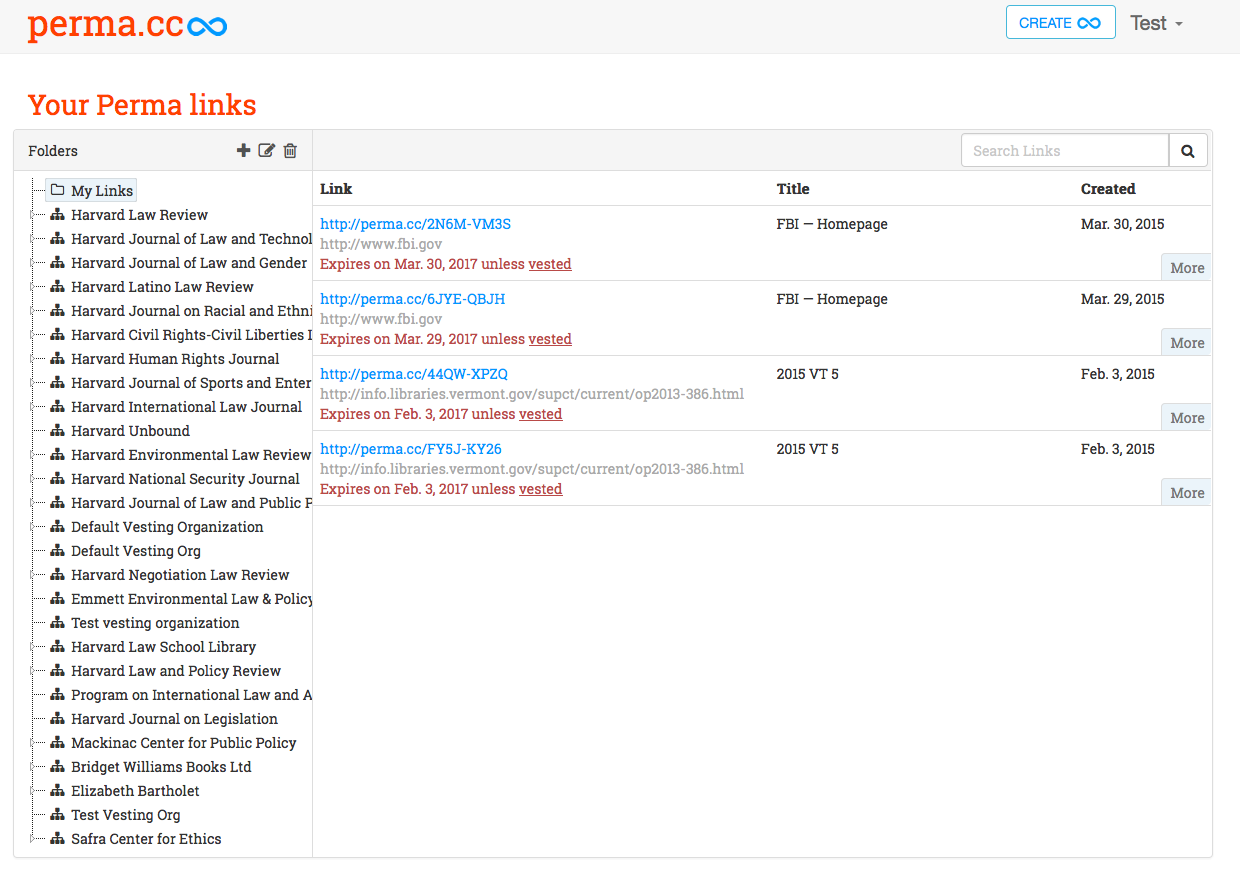 perma.cc
CREATE
Test
Your Perma links
Folders
Search Links
My Links
Harvard Law Review
Harvard Journal of Law and Technol
Harvard Journal of Law and Gender
Harvard Latino Law Review
Harvard Journal on Racial and Ethni
Harvard Civil Rights-Civil Liberties
Harvard Human Rights Journal
Harvard Journal of Sports and Enter
Harvard International Law Journal
Harvard Unbound
Harvard Environmental Law Review
Harvard National Security Journal
Harvard Journal of Law and Public P
Default Vesting Organization
Default Vesting Org
Harvard Negotiation Law Review
Emmett Environmental Law & Policy
Test vesting organization
Harvard Law School Library
Harvard Law and Policy Review
Program on International Law and A
Harvard Journal on Legislation
Mackinac Center for Public Policy
Bridget Williams Books Ltd
Elizabeth Bartholet
Test Vesting Org
Safra Center for Ethics
Link Title Created
http://perma.cc/2N6M-VM3S FBI — Homepage Mar. 30, 2015
http://www.fbi.gov
Expires on Mar. 30, 2017 unless vested
More
http://perma.cc/6JYE-QBJH FBI — Homepage Mar. 29, 2015
http://www.fbi.gov
Expires on Mar. 29, 2017 unless vested
More
http://perma.cc/44QW-XPZQ 2015 VT 5 Feb. 3, 2015
http://info.libraries.vermont.gov/supct/current/op2013-386.html
Expires on Feb. 3, 2017 unless vested
More
http://perma.cc/FY5J-KY26 2015 VT 5 Feb. 3, 2015
http://info.libraries.vermont.gov/supct/current/op2013-386.html
Expires on Feb. 3, 2017 unless vested
More